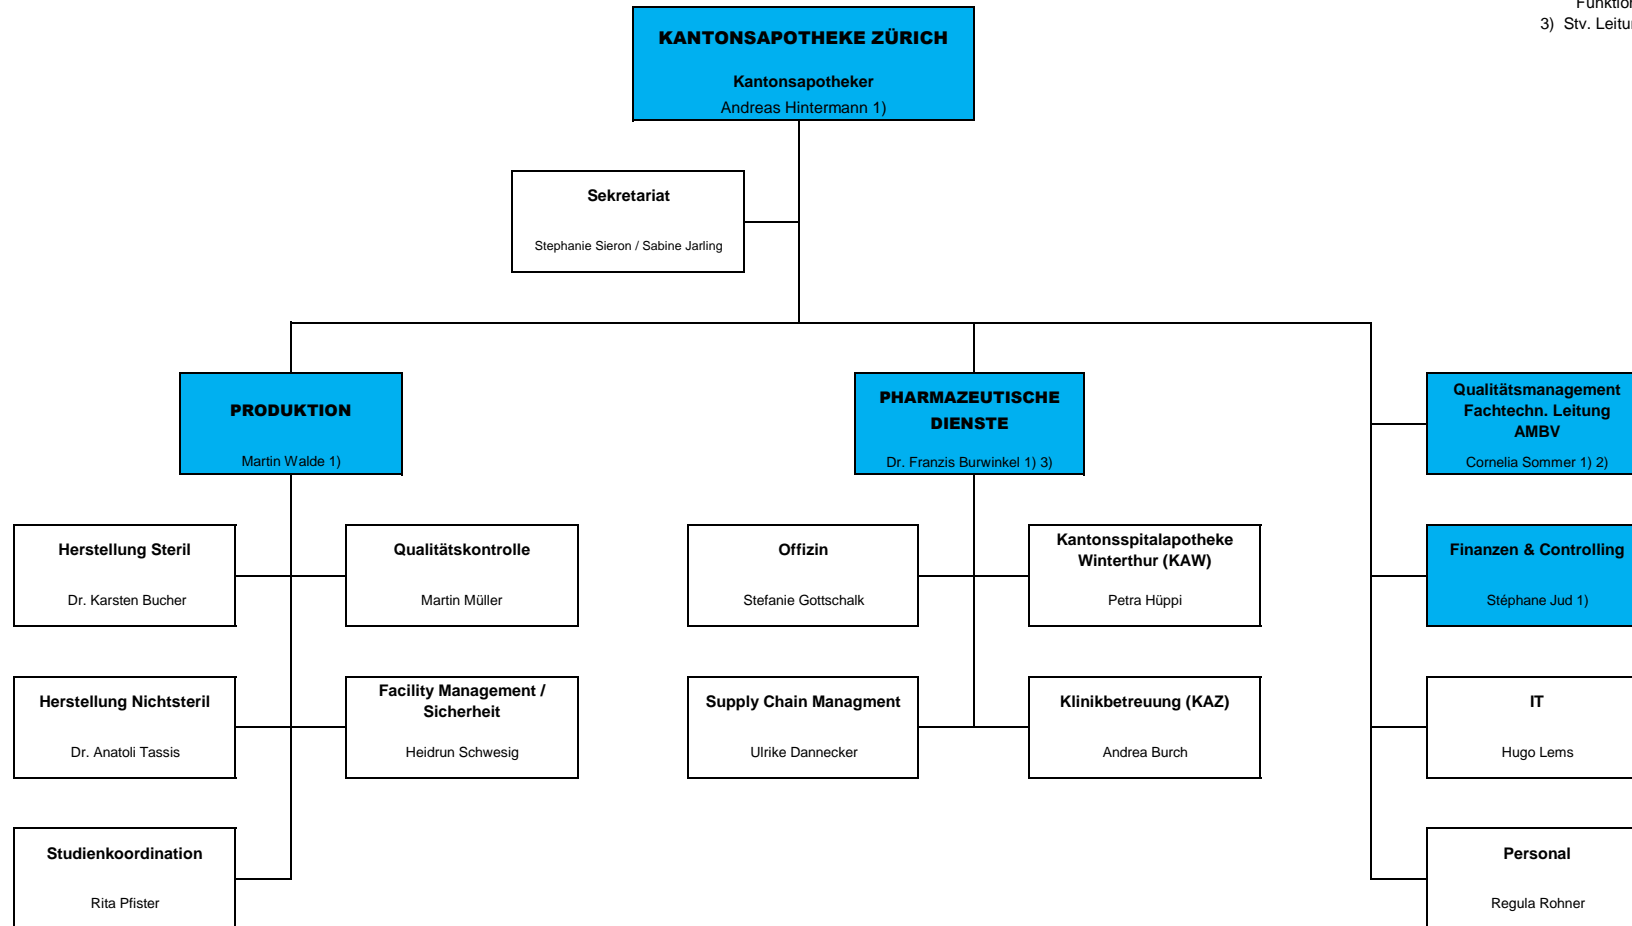 Funktion
3) Stv. Leitu
KANTONSAPOTHEKE ZÜRICH
Kantonsapotheker
Andreas Hintermann 1)
Sekretariat
Stephanie Sieron / Sabine Jarling
PRODUKTION
Martin Walde 1)
PHARMAZEUTISCHE
DIENSTE
Dr. Franzis Burwinkel 1) 3)
Qualitätsmanagement
Fachtechn. Leitung
AMBV
Cornelia Sommer 1) 2)
Herstellung Steril
Dr. Karsten Bucher
Qualitätskontrolle
Martin Müller
Offizin
Stefanie Gottschalk
Kantonsspitalapotheke
Winterthur (KAW)
Petra Hüppi
Finanzen & Controlling
Stéphane Jud 1)
Herstellung Nichtsteril
Dr. Anatoli Tassis
Facility Management /
Sicherheit
Heidrun Schwesig
Supply Chain Managment
Ulrike Dannecker
Klinikbetreuung (KAZ)
Andrea Burch
IT
Hugo Lems
Studienkoordination
Rita Pfister
Personal
Regula Rohner